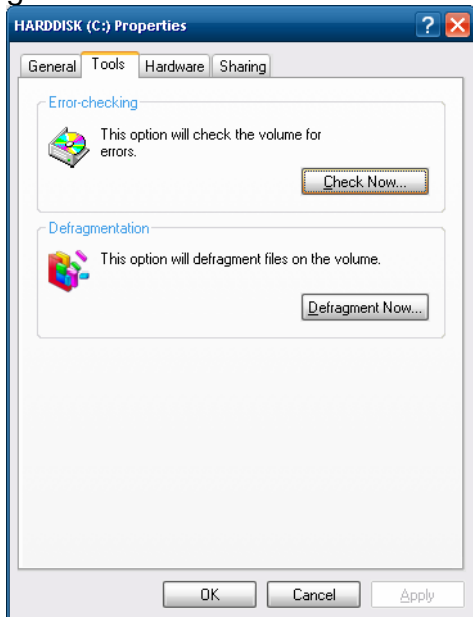 HARDDISK (C:) Properties
General Tools Hardware Sharing
Error-checking
This option will check the volume for
errors.
Check Now...
Defragmentation
This option will defragment files on the volume.
Defragment Now...
OK Cancel Apply